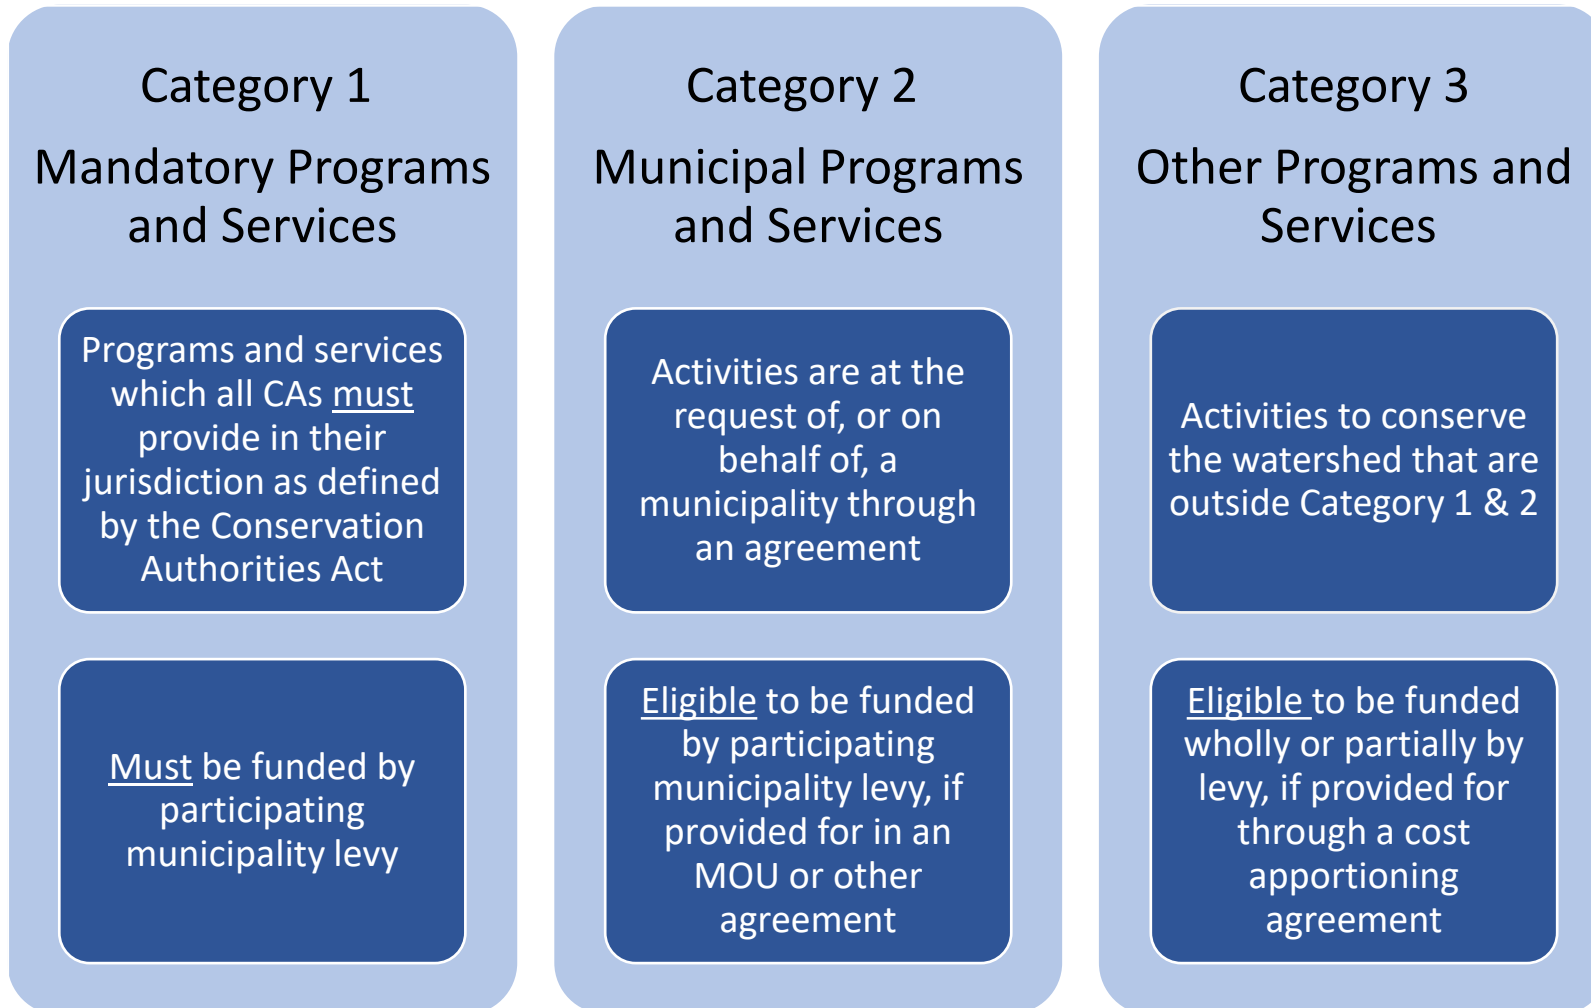 Category 1
Mandatory Programs
and Services
Programs and services
which all CAs must
provide in their
jurisdiction as defined
by the Conservation
Authorities Act
Must be funded by
participating
municipality levy
Category 2
Municipal Programs
and Services
Activities are at the
request of, or on
behalf of, a
municipality through
an agreement
Eligible to be funded
by participating
municipality levy, if
provided for in an
MOU or other
agreement
Category 3
Other Programs and
Services
Activities to conserve
the watershed that are
outside Category 1 & 2
Eligible to be funded
wholly or partially by
levy, if provided for
through a cost
apportioning
agreement